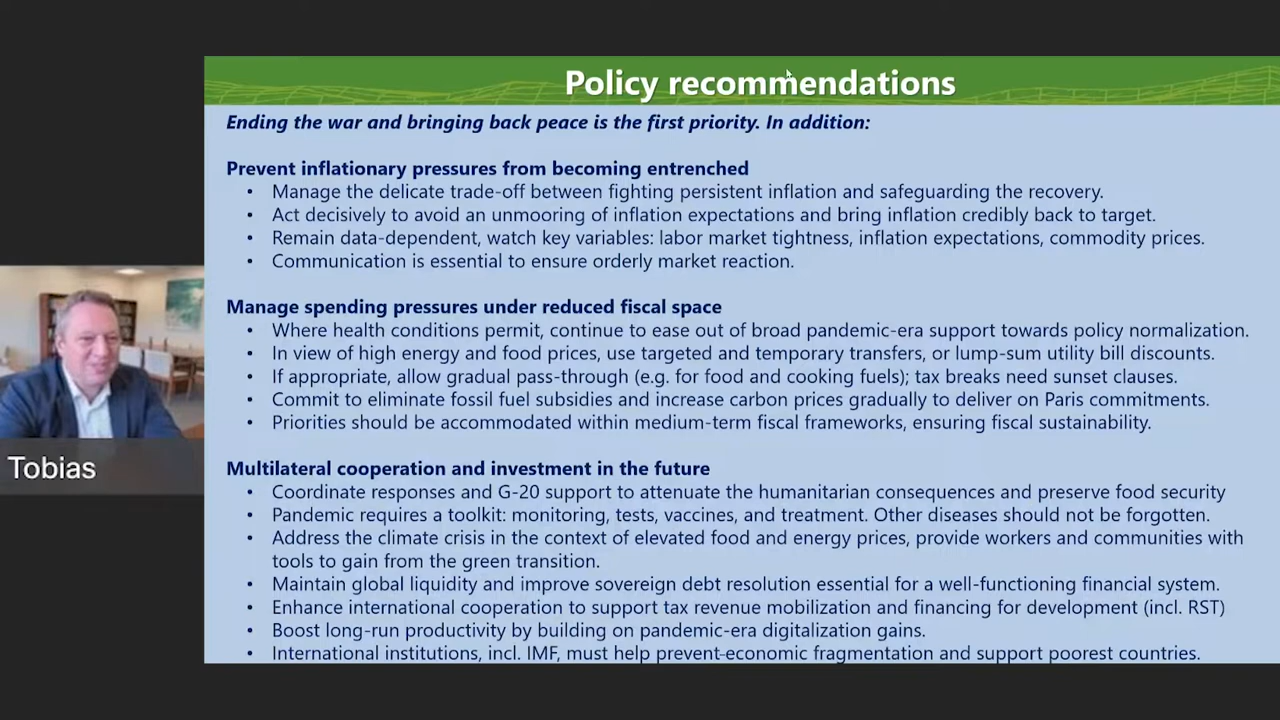 Policy recommendations
Ending the war and bringing back peace is the first priority. In addition:
Prevent inflationary pressures from becoming entrenched
• Manage the delicate trade-off between fighting persistent inflation and safeguarding the recovery.
• Act decisively to avoid an unmooring of inflation expectations and bring inflation credibly back to target.
• Remain data-dependent, watch key variables: labor market tightness, inflation expectations, commodity prices.
• Communication is essential to ensure orderly market reaction.
Manage spending pressures under reduced fiscal space
• Where health conditions permit, continue to ease out of broad pandemic-era support towards policy normalization.
• In view of high energy and food prices, use targeted and temporary transfers, or lump-sum utility bill discounts.
• If appropriate, allow gradual pass-through (e.g. for food and cooking fuels); tax breaks need sunset clauses.
• Commit to eliminate fossil fuel subsidies and increase carbon prices gradually to deliver on Paris commitments.
• Priorities should be accommodated within medium-term fiscal frameworks, ensuring fiscal sustainability.
Multilateral cooperation and investment in the future
• Coordinate responses and G-20 support to attenuate the humanitarian consequences and preserve food security
• Pandemic requires a toolkit: monitoring, tests, vaccines, and treatment. Other diseases should not be forgotten.
• Address the climate crisis in the context of elevated food and energy prices, provide workers and communities with
tools to gain from the green transition.
• Maintain global liquidity and improve sovereign debt resolution essential for a well-functioning financial system.
• Enhance international cooperation to support tax revenue mobilization and financing for development (incl. RST)
• Boost long-run productivity by building on pandemic-era digitalization gains.
• International institutions, incl. IMF, must help prevent economic fragmentation and support poorest countries.
Tobias